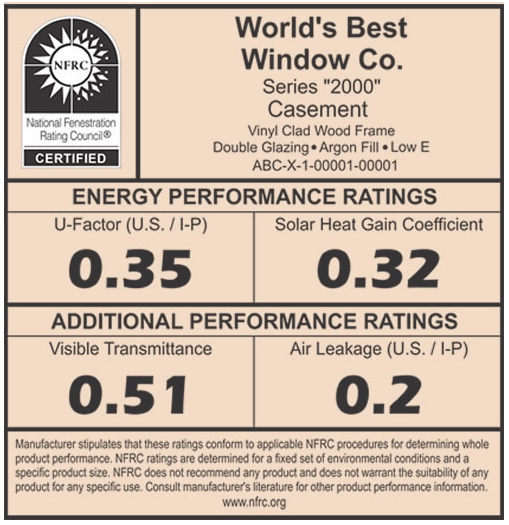 NFRC
National Fenestration
Rating Council®
CERTIFIED
World's Best
Window Co.
Series "2000"
Casement
Vinyl Clad Wood Frame
Double Glazing • Argon Fill • Low E
ABC-X-1-00001-00001
ENERGY PERFORMANCE RATINGS
U-Factor (U.S. / I-P)
0.35
Solar Heat Gain Coefficient
0.32
ADDITIONAL PERFORMANCE RATINGS
Visible Transmittance
0.51
Air Leakage (U.S. / I-P)
0.2
Manufacturer stipulates that these ratings conform to applicable NFRC procedures for determining whole
product performance. NFRC ratings are determined for a fixed set of environmental conditions and a
specific product size. NFRC does not recommend any product and does not warrant the suitability of any
product for any specific use. Consult manufacturer's literature for other product performance information.
www.nfrc.org